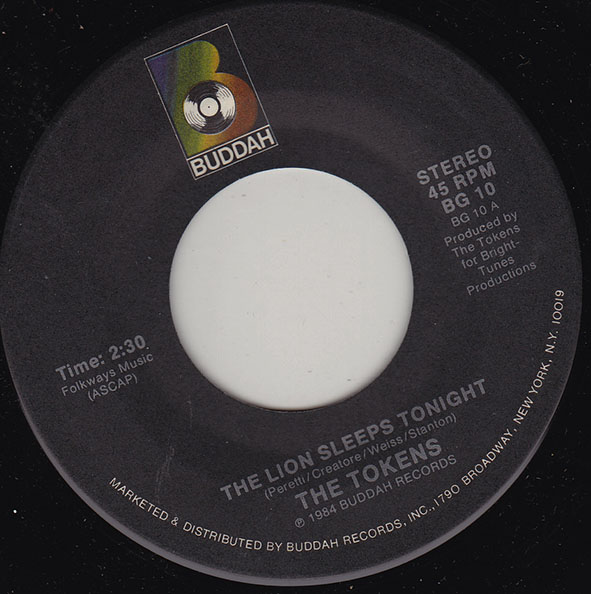 BUDDAH
STEREO
45 RPM
BG 10
BG 10 A
Produced by
The Tokens
for Bright-
Tunes
Productions
Time: 2:30
Folkways Music
(ASCAP)
THE LION SLEEPS TONIGHT
(Peretti/Creatore/Weiss/Stanton)
THE TOKENS
℗ 1984 BUDDAH RECORDS
MARKETED & DISTRIBUTED BY BUDDAH RECORDS, INC., 1790 BROADWAY, NEW YORK, N.Y. 10019